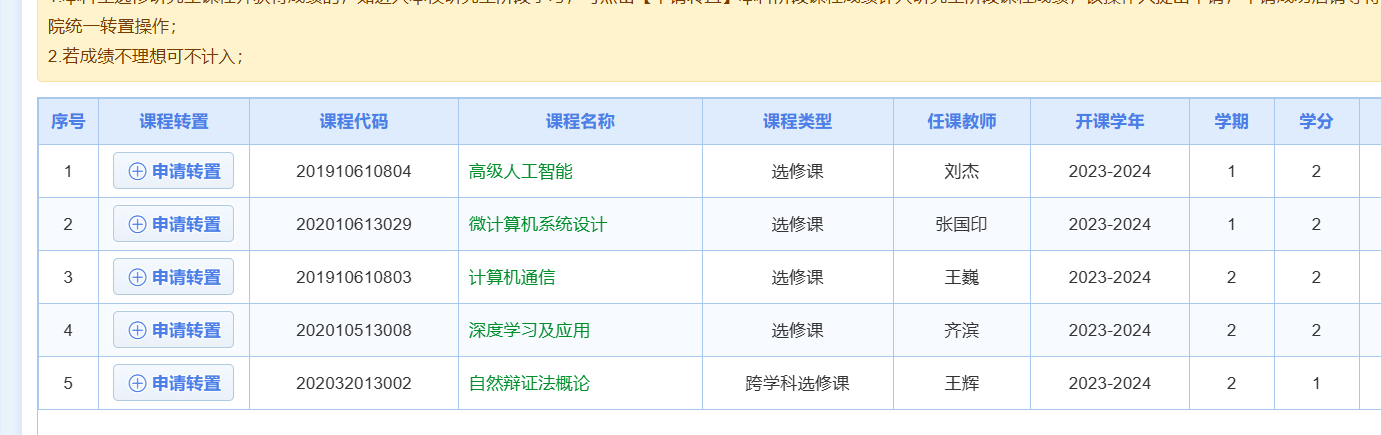 院统一转置操作；
2.若成绩不理想可不计入；
序号 课程转置 课程代码 课程名称 课程类型 任课教师 开课学年 学期 学分
1 申请转置 201910610804 高级人工智能 选修课 刘杰 2023-2024 1 2
2 申请转置 202010613029 微计算机系统设计 选修课 张国印 2023-2024 1 2
3 申请转置 201910610803 计算机通信 选修课 王巍 2023-2024 2 2
4 申请转置 202010513008 深度学习及应用 选修课 齐滨 2023-2024 2 2
5 申请转置 202032013002 自然辩证法概论 跨学科选修课 王辉 2023-2024 2 1